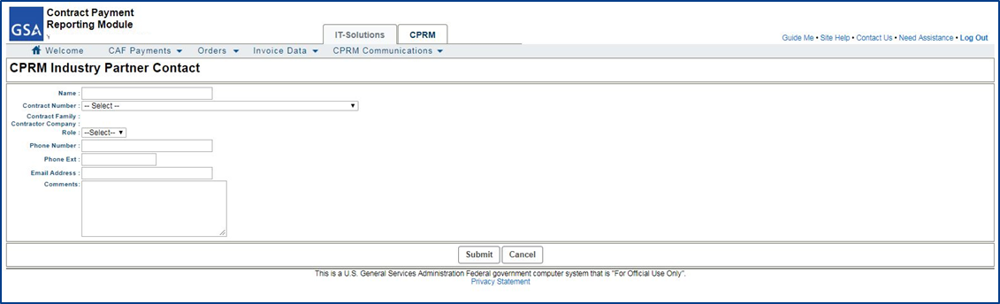 GSA
Contract Payment
Reporting Module
IT-Solutions CPRM
Guide Me • Site Help • Contact Us • Need Assistance • Log Out
Welcome CAF Payments Orders Invoice Data CPRM Communications
CPRM Industry Partner Contact
Name :
Contract Number : -- Select --
Contract Family :
Contractor Company :
Role : --Select--
Phone Number :
Phone Ext :
Email Address :
Comments:
Submit Cancel
This is a U.S. General Services Administration Federal government computer system that is "For Official Use Only".
Privacy Statement